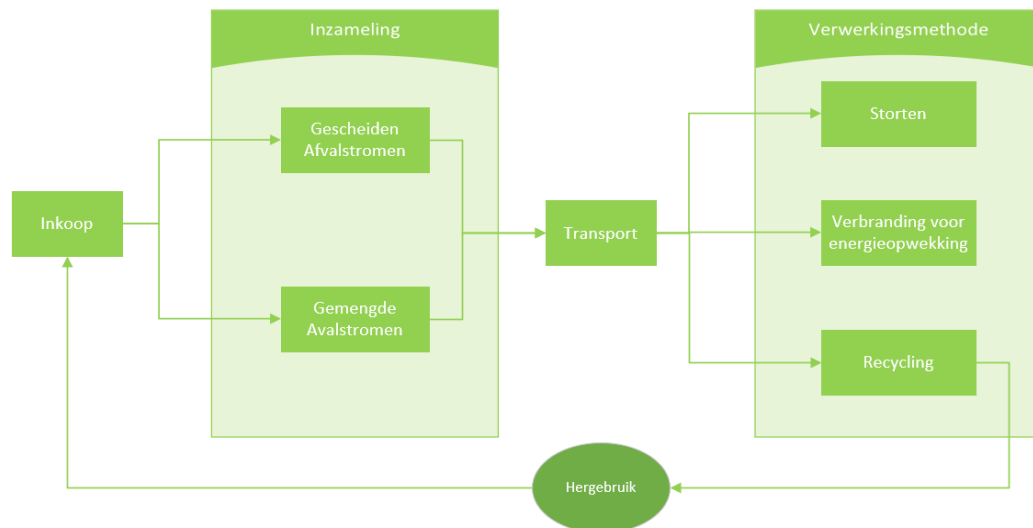 Inzameling
Verwerkingsmethode
Gescheiden
Afvalstromen
Storten
Inkoop
Transport
Verbranding voor
energieopwekking
Gemengde
Avalstromen
Recycling
Hergebruik